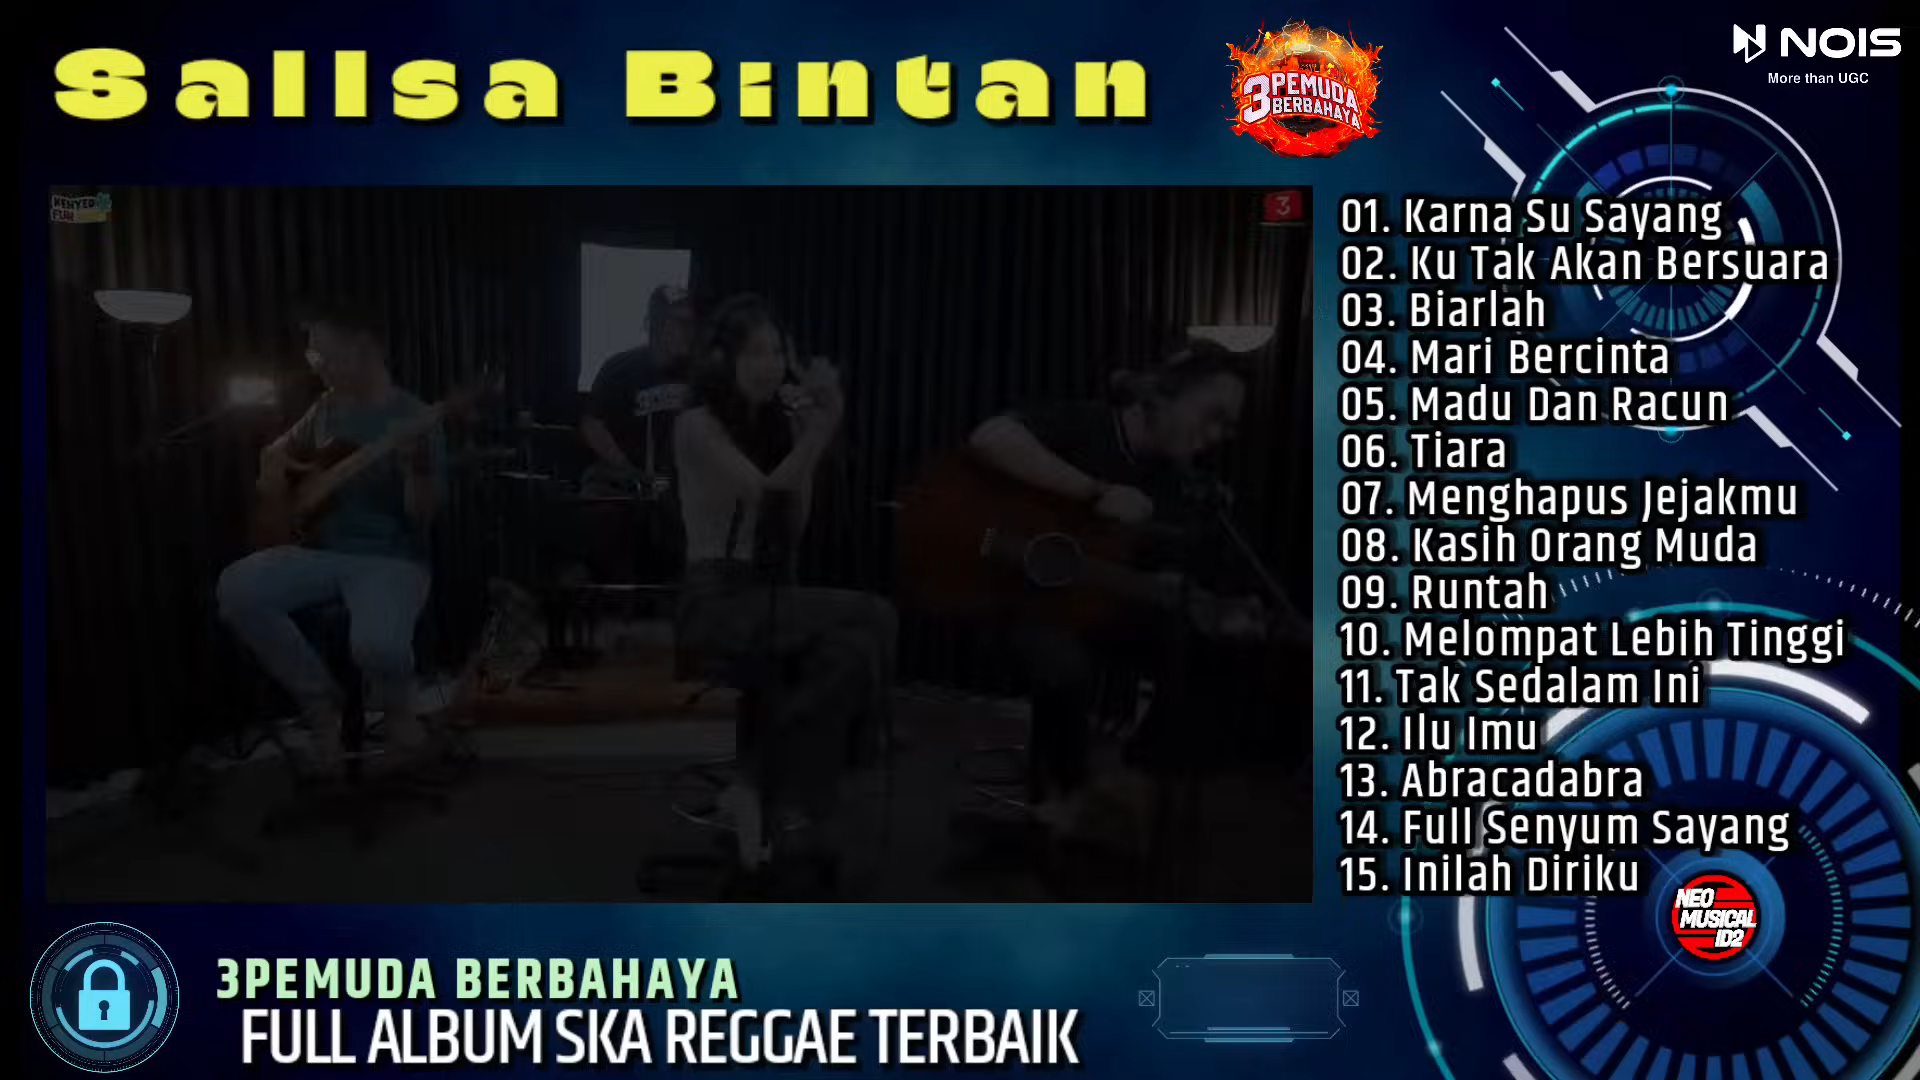 Sallsa Bintan
3PEMUDA
BERBAHAYA
NOIS
More than UGC
KENYED
FUN
3
01. Karna Su Sayang
02. Ku Tak Akan Bersuara
03. Biarlah
04. Mari Bercinta
05. Madu Dan Racun
06. Tiara
07. Menghapus Jejakmu
08. Kasih Orang Muda
09. Runtah
10. Melompat Lebih Tinggi
11. Tak Sedalam Ini
12. Ilu Imu
13. Abracadabra
14. Full Senyum Sayang
15. Inilah Diriku
NEO
MUSICAL
ID2
3PEMUDA BERBAHAYA
FULL ALBUM SKA REGGAE TERBAIK